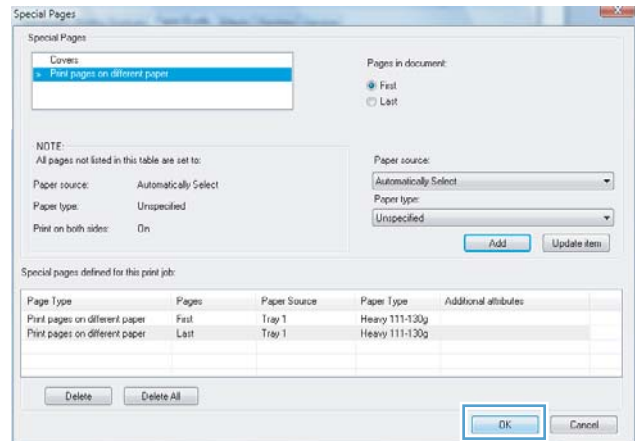 Special Pages
Special Pages
Covers
Print pages on different paper
Pages in document:
First
Last
NOTE:
All pages not listed in this table are set to:
Paper source: Automatically Select
Paper type: Unspecified
Print on both sides: On
Paper source:
Automatically Select
Paper type:
Unspecified
Add Update item
Special pages defined for this print job:
Page Type Pages Paper Source Paper Type Additional attributes
Print pages on different paper First Tray 1 Heavy 111-130g
Print pages on different paper Last Tray 1 Heavy 111-130g
Delete Delete All
OK Cancel